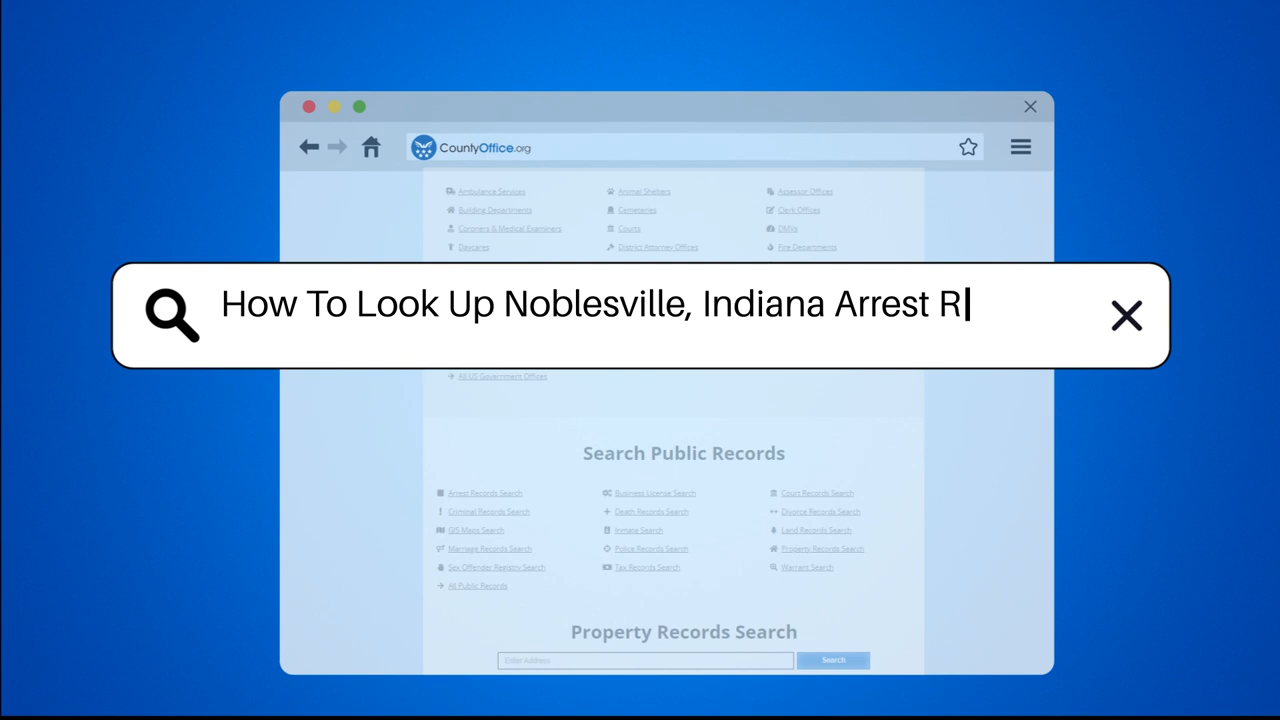 CountyOffice.org
Ambulance Services Animal Shelters Assessor Offices
Building Departments Cemeteries Clerk Offices
Coroners & Medical Examiners Courts DMVs
Daycares District Attorney Offices Fire Departments
How To Look Up Noblesville, Indiana Arrest R
All US Government Offices
Search Public Records
Arrest Records Search Business License Search Court Records Search
Criminal Records Search Death Records Search Divorce Records Search
GIS Maps Search Inmate Search Land Records Search
Marriage Records Search Police Records Search Property Records Search
Sex Offender Registry Search Tax Records Search Warrant Search
All Public Records
Property Records Search
Enter Address Search